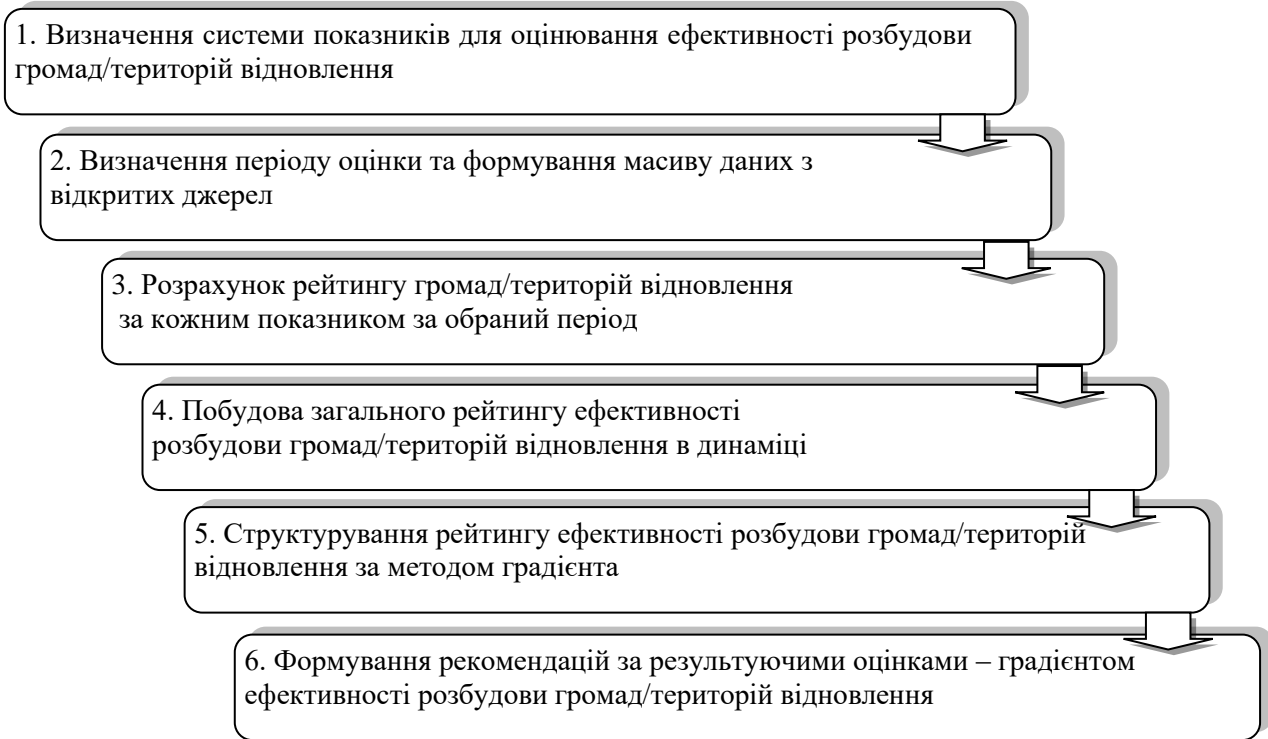 1. Визначення системи показників для оцінювання ефективності розбудови
громад/територій відновлення
2. Визначення періоду оцінки та формування масиву даних з
відкритих джерел
3. Розрахунок рейтингу громад/територій відновлення
за кожним показником за обраний період
4. Побудова загального рейтингу ефективності
розбудови громад/територій відновлення в динаміці
5. Структурування рейтингу ефективності розбудови громад/територій
відновлення за методом градієнта
6. Формування рекомендацій за результуючими оцінками – градієнтом
ефективності розбудови громад/територій відновлення